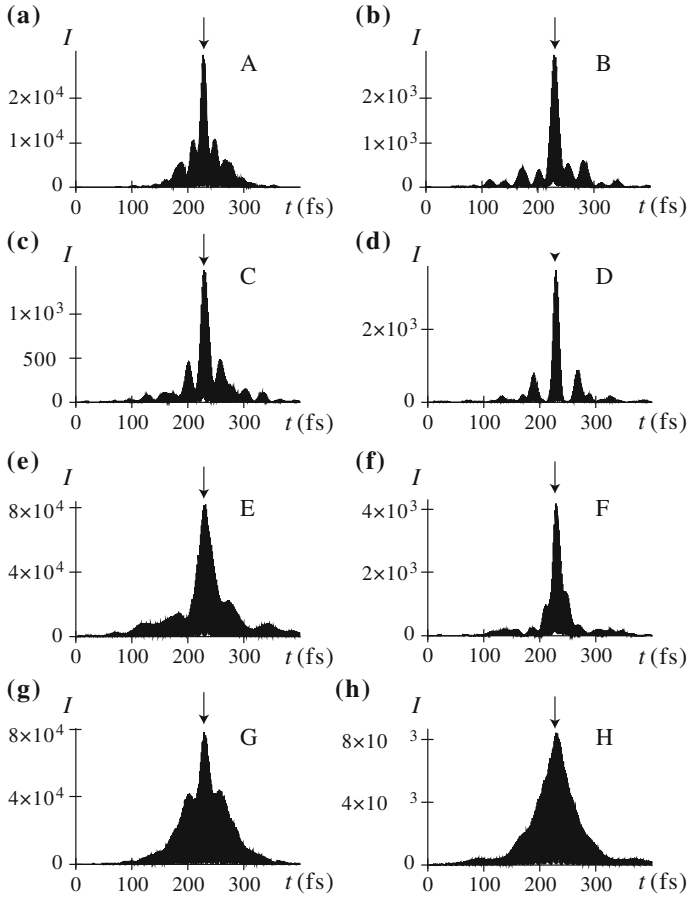 (a)
I
A
2×10⁴
1×10⁴
0
0 100 200 300 t (fs)
(b)
I
B
2×10³
1×10³
0
0 100 200 300 t (fs)
(c)
I
C
1×10³
500
0
0 100 200 300 t (fs)
(d)
I
D
2×10³
0
0 100 200 300 t (fs)
(e)
I
E
8×10⁴
4×10⁴
0
0 100 200 300 t (fs)
(f)
I
F
4×10³
2×10³
0
0 100 200 300 t (fs)
(g)
I
G
8×10⁴
4×10⁴
0
0 100 200 300 t (fs)
(h)
I
H
8×10 ³
4×10 ³
0
0 100 200 300 t (fs)